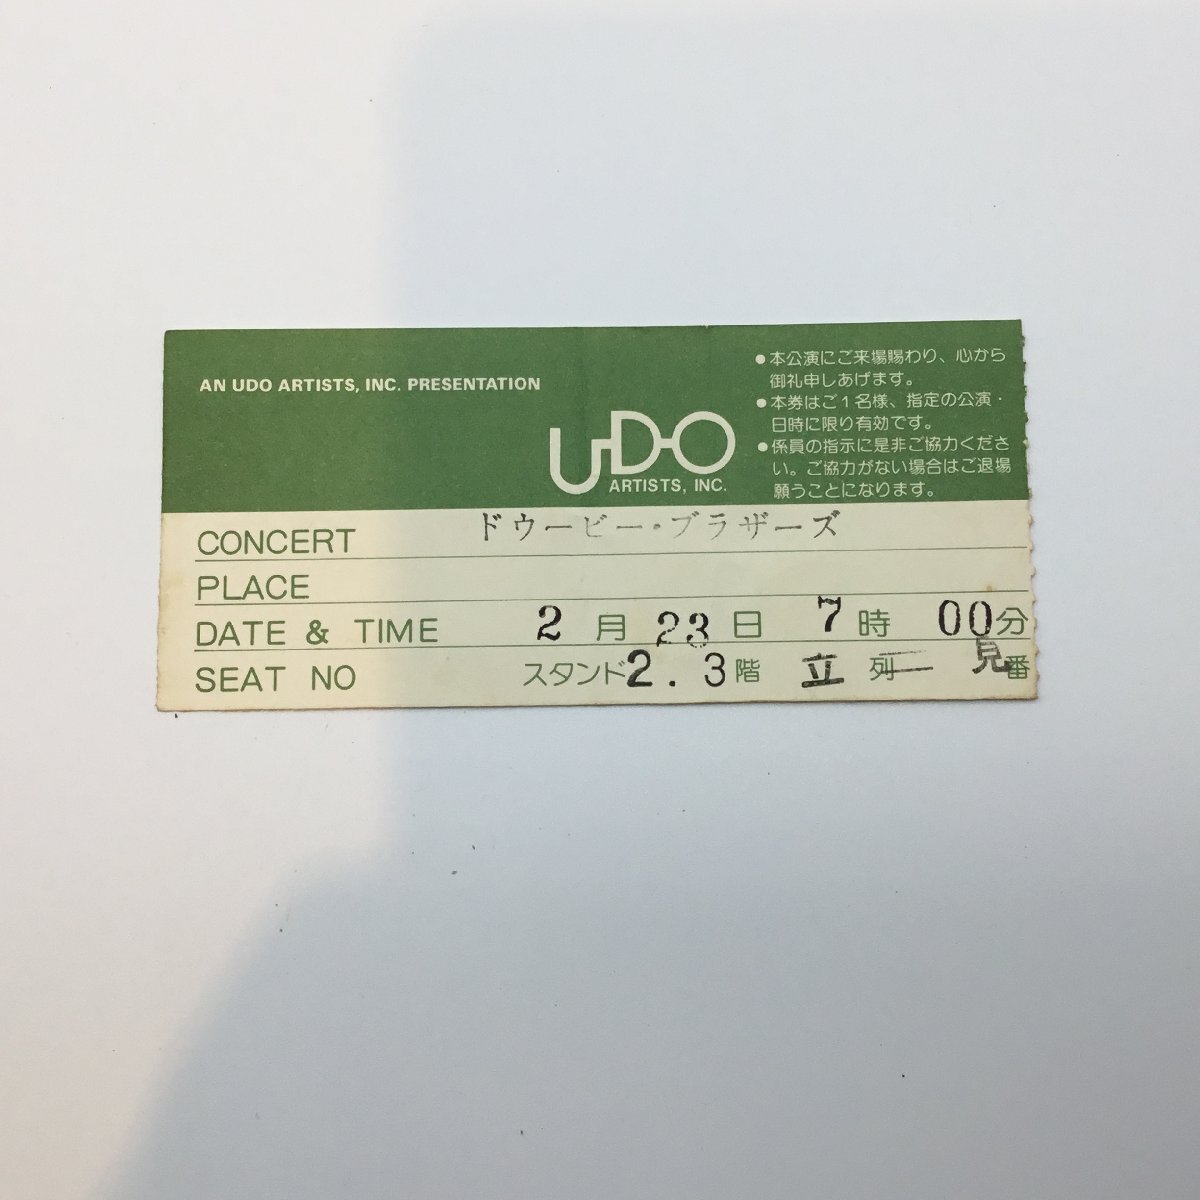 AN UDO ARTISTS, INC. PRESENTATION
UDO
ARTISTS, INC.
●本公演にご来場賜わり、心から
御礼申しあげます。
●本券はご1名様、指定の公演・
日時に限り有効です。
●係員の指示に是非ご協力くださ
い。ご協力がない場合はご退場
願うことになります。
CONCERT ドウービー・ブラザーズ
PLACE
DATE & TIME 2月23日 7時00分
SEAT NO スタンド2.3階 立列 見番